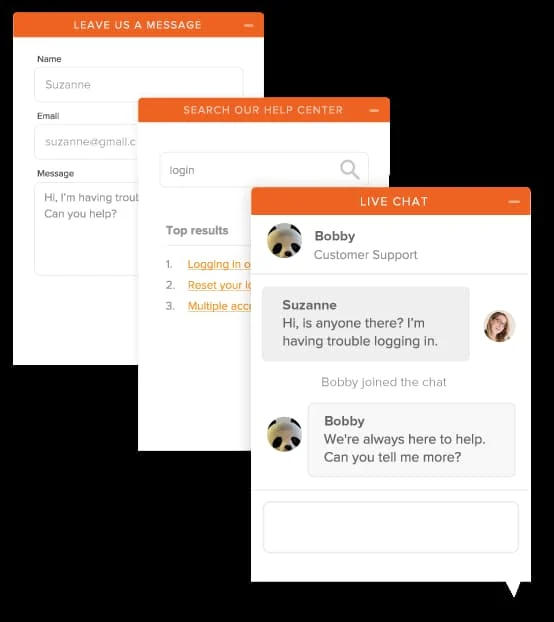 LEAVE US A MESSAGE
Name
Suzanne
Email
suzanne@gmail.c
Message
Hi, I'm having troub
Can you help?
SEARCH OUR HELP CENTER
login
Top results
1. Logging in o
2. Reset your lo
3. Multiple acc
LIVE CHAT
Bobby
Customer Support
Suzanne
Hi, is anyone there? I'm
having trouble logging in.
Bobby joined the chat
Bobby
We're always here to help.
Can you tell me more?